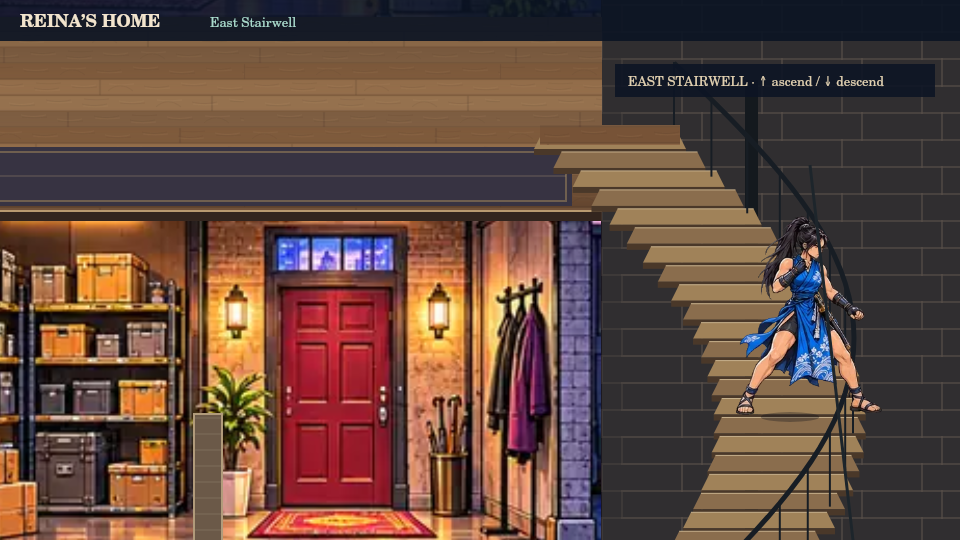 REINA’S HOME
East Stairwell
EAST STAIRWELL · ↑ ascend / ↓ descend